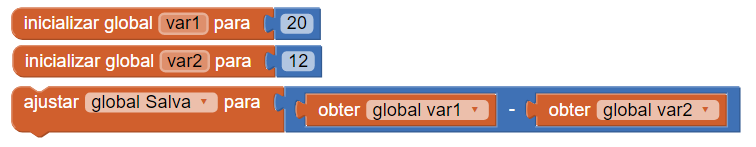 inicializar global var1 para 20
inicializar global var2 para 12
ajustar global Salva para obter global var1 - obter global var2